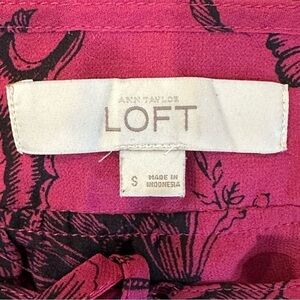 ANN TAYLOR
LOFT
S
MADE IN
INDONESIA